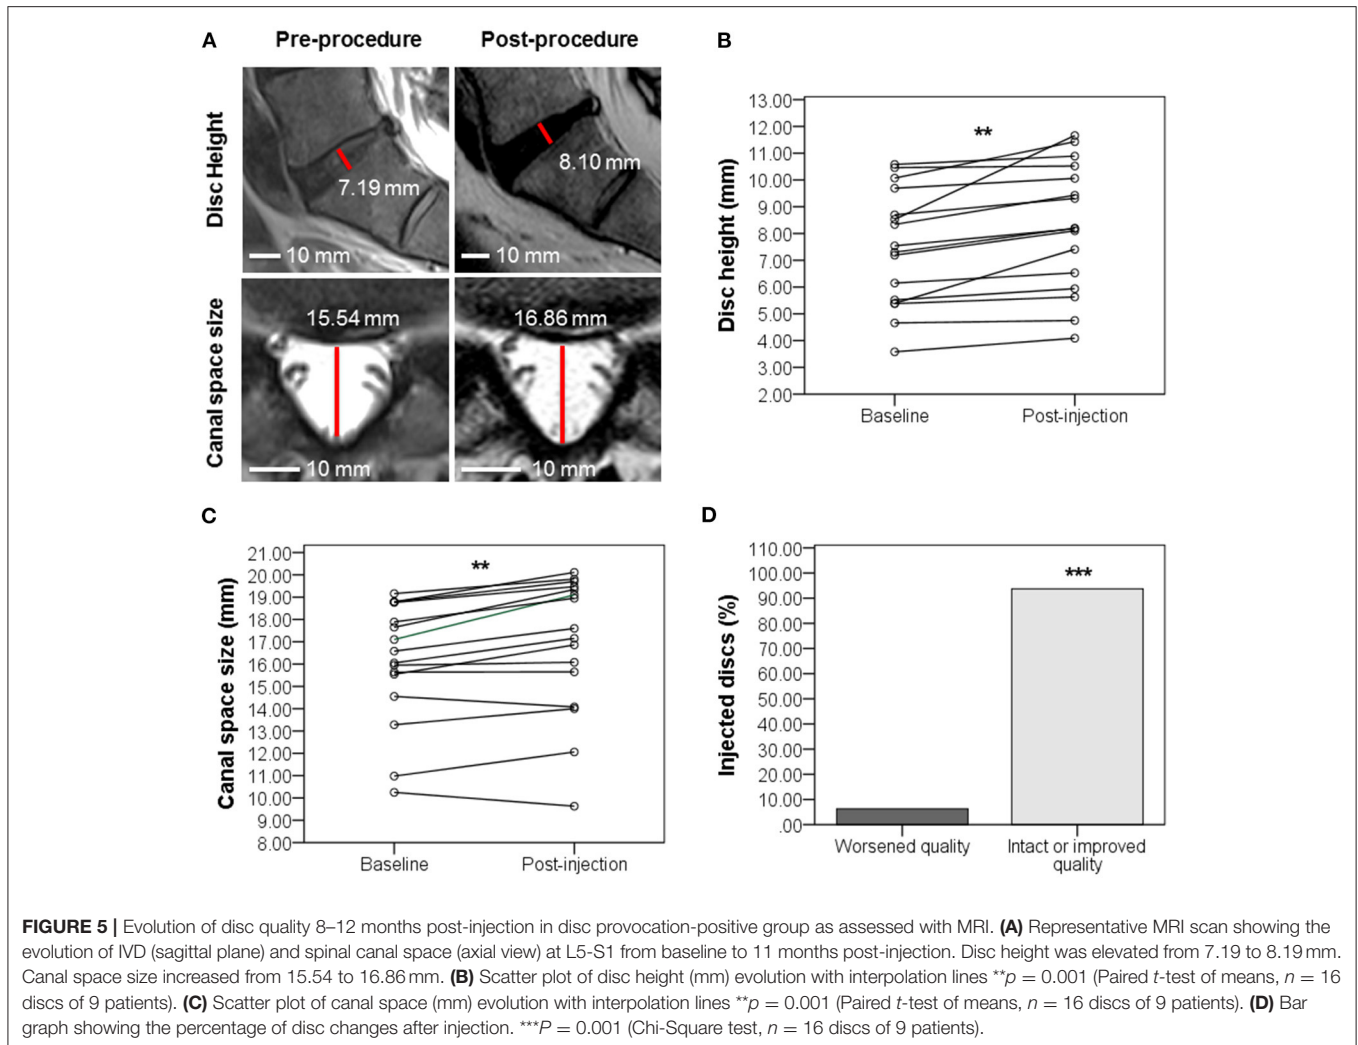 A
Pre-procedure
Post-procedure
Disc Height
7.19 mm
8.10 mm
10 mm
10 mm
Canal space size
15.54 mm
16.86 mm
10 mm
10 mm
B
Disc height (mm)
13.00
12.00
11.00
10.00
9.00
8.00
7.00
6.00
5.00
4.00
3.00
2.00
**
Baseline
Post-injection
C
Canal space size (mm)
21.00
20.00
19.00
18.00
17.00
16.00
15.00
14.00
13.00
12.00
11.00
10.00
9.00
8.00
**
Baseline
Post-injection
D
Injected discs (%)
110.00
100.00
90.00
80.00
70.00
60.00
50.00
40.00
30.00
20.00
10.00
.00
***
Worsened quality
Intact or improved
quality
FIGURE 5 | Evolution of disc quality 8–12 months post-injection in disc provocation-positive group as assessed with MRI. (A) Representative MRI scan showing the
evolution of IVD (sagittal plane) and spinal canal space (axial view) at L5-S1 from baseline to 11 months post-injection. Disc height was elevated from 7.19 to 8.19 mm.
Canal space size increased from 15.54 to 16.86 mm. (B) Scatter plot of disc height (mm) evolution with interpolation lines **p = 0.001 (Paired t-test of means, n = 16
discs of 9 patients). (C) Scatter plot of canal space (mm) evolution with interpolation lines **p = 0.001 (Paired t-test of means, n = 16 discs of 9 patients). (D) Bar
graph showing the percentage of disc changes after injection. ***P = 0.001 (Chi-Square test, n = 16 discs of 9 patients).